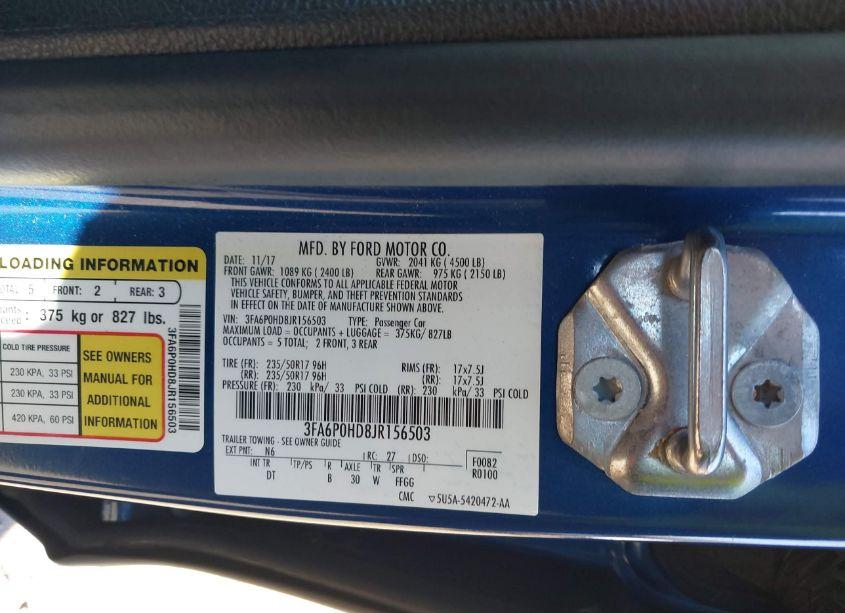 LOADING INFORMATION
5 FRONT: 2 REAR: 3
375 kg or 827 lbs.
COLD TIRE PRESSURE
230 KPA, 33 PSI
230 KPA, 33 PSI
420 KPA, 60 PSI
SEE OWNERS
MANUAL FOR
ADDITIONAL
INFORMATION
3FA6P0HD8JR156503
MFD. BY FORD MOTOR CO.
DATE: 11/17 GVWR: 2041 KG ( 4500 LB)
FRONT GAWR: 1089 KG ( 2400 LB) REAR GAWR: 975 KG ( 2150 LB)
THIS VEHICLE CONFORMS TO ALL APPLICABLE FEDERAL MOTOR
VEHICLE SAFETY, BUMPER, AND THEFT PREVENTION STANDARDS
IN EFFECT ON THE DATE OF MANUFACTURE SHOWN ABOVE.
VIN: 3FA6P0HD8JR156503 TYPE: Passenger Car
MAXIMUM LOAD = OCCUPANTS + LUGGAGE = 375KG/ 827LB
OCCUPANTS = 5 TOTAL; 2 FRONT, 3 REAR
TIRE (FR): 235/50R17 96H RIMS (FR): 17x7.5J
(RR): 235/50R17 96H (RR): 17x7.5J
PRESSURE (FR): 230 kPa/ 33 PSI COLD (RR): 230 kPa/ 33 PSI COLD
3FA6P0HD8JR156503
TRAILER TOWING - SEE OWNER GUIDE
EXT PNT: N6 RC: 27 DSO:
F0082
R0100
INT TR TP/PS R AXLE TR SPR
DT B 30 W FFGG
CMC ▽5U5A-5420472-AA